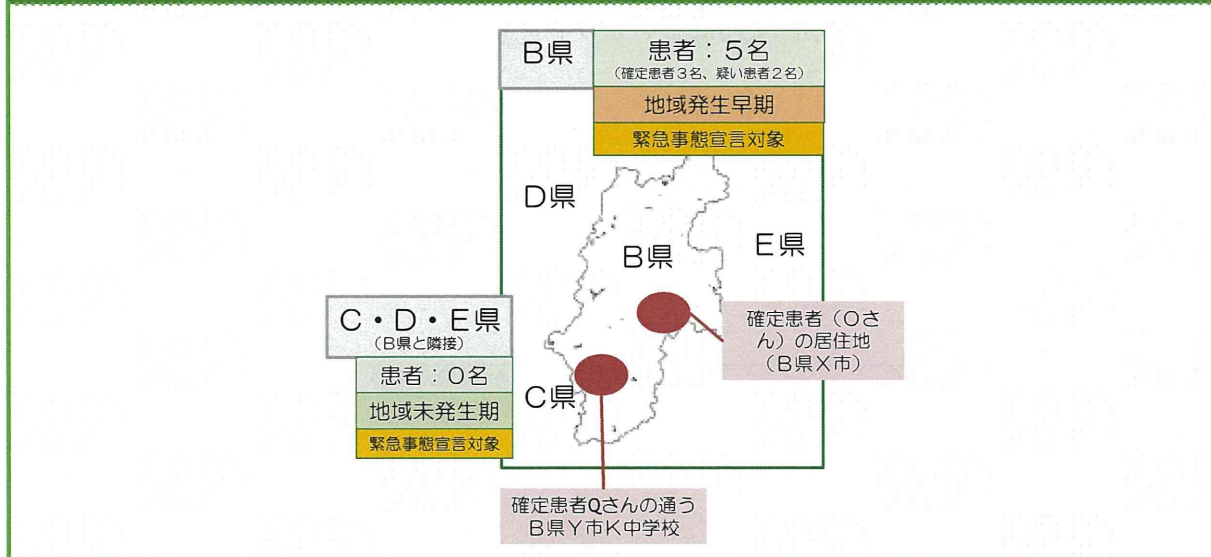 B県
患者：5名
（確定患者3名、疑い患者2名）
地域発生早期
緊急事態宣言対象
D県
B県
E県
C・D・E県
（B県と隣接）
患者：0名
地域未発生期
緊急事態宣言対象
C県
確定患者（Oさ
ん）の居住地
（B県X市）
確定患者Qさんの通う
B県Y市K中学校